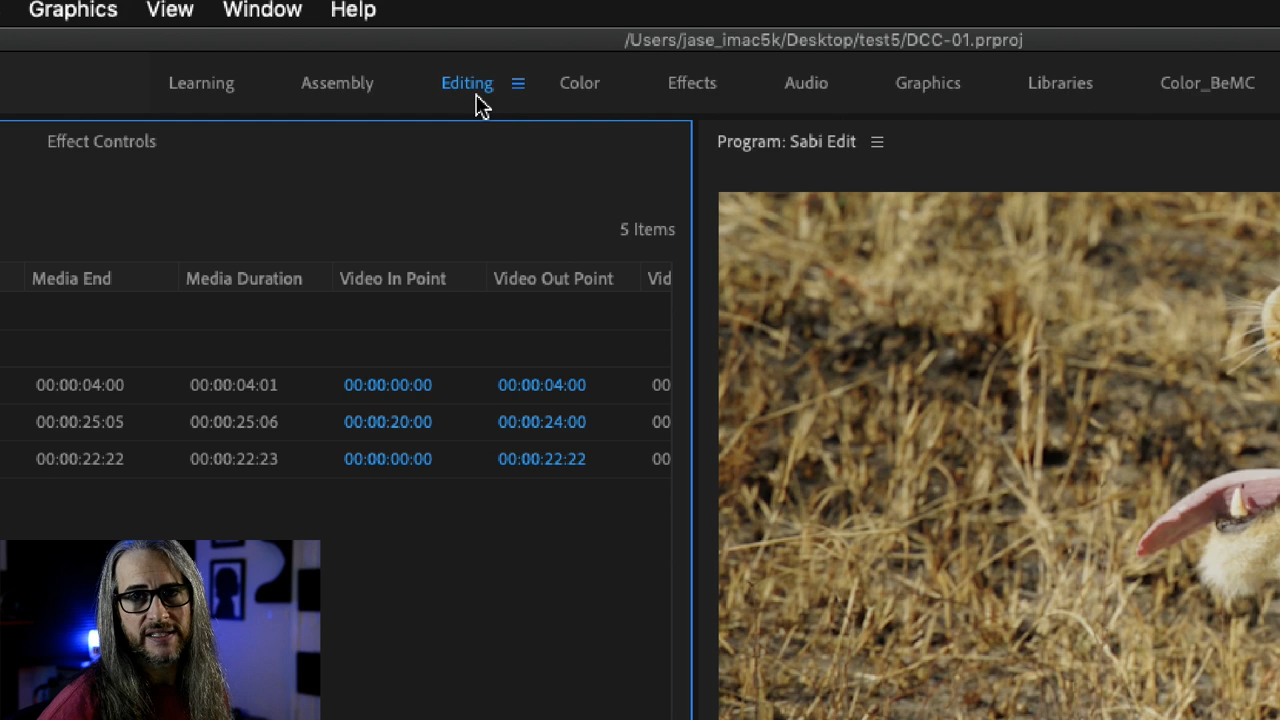 Graphics View Window Help
/Users/jase_imac5k/Desktop/test5/DCC-01.prproj
Learning Assembly Editing Color Effects Audio Graphics Libraries Color_BeMC
Effect Controls
Program: Sabi Edit
5 Items
Media End Media Duration Video In Point Video Out Point Vid
00:00:04:00 00:00:04:01 00:00:00:00 00:00:04:00 00
00:00:25:05 00:00:25:06 00:00:20:00 00:00:24:00 00
00:00:22:22 00:00:22:23 00:00:00:00 00:00:22:22 00